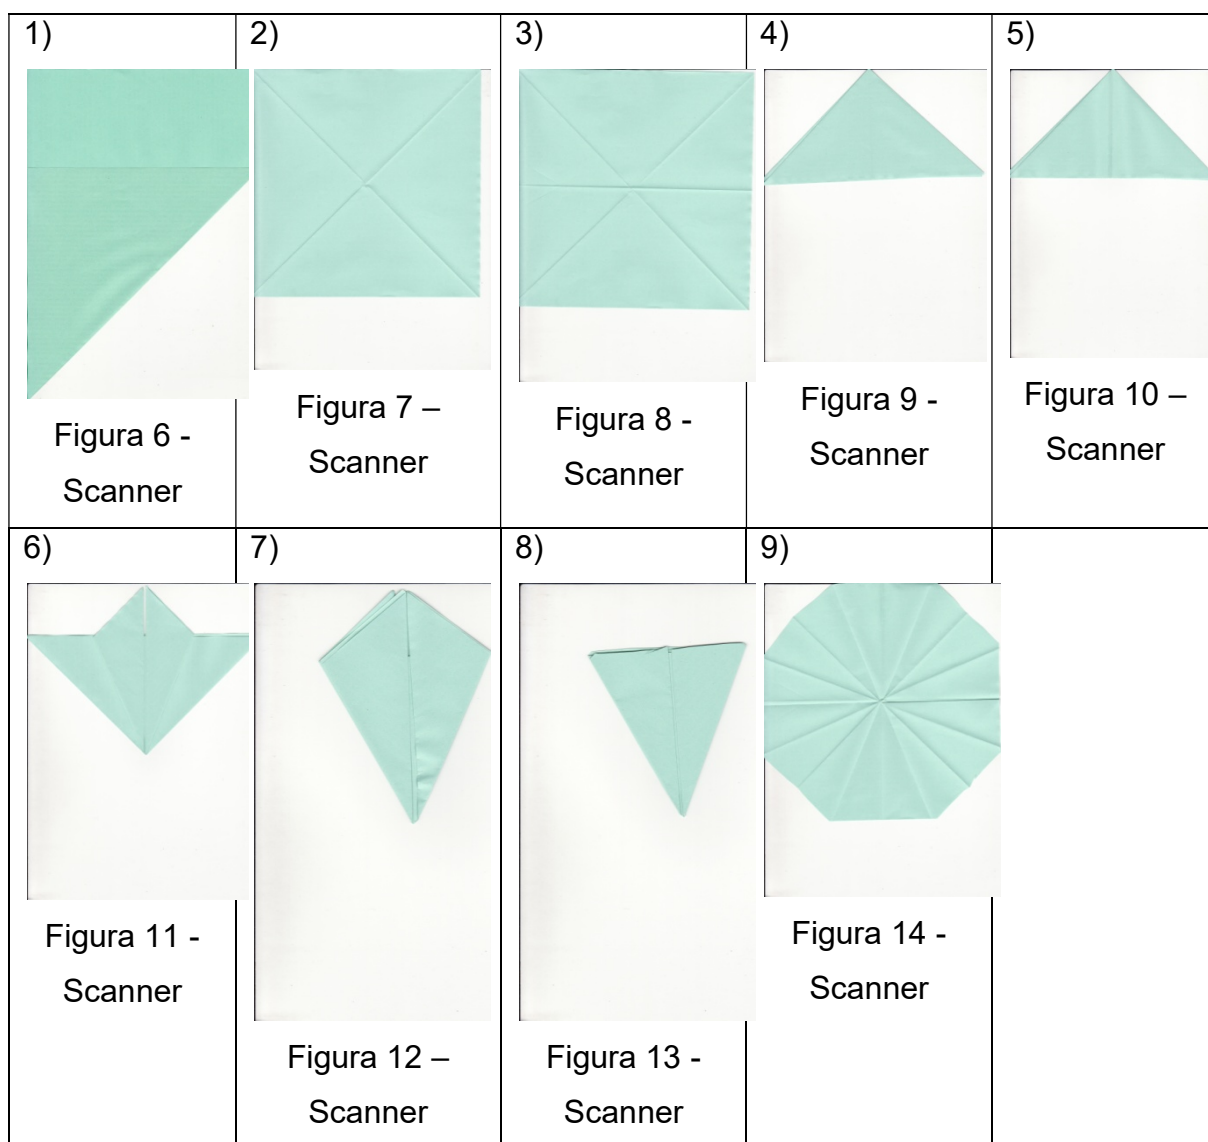 1)
2)
3)
4)
5)
Figura 6 -
Scanner
Figura 7 –
Scanner
Figura 8 -
Scanner
Figura 9 -
Scanner
Figura 10 –
Scanner
6)
7)
8)
9)
Figura 11 -
Scanner
Figura 12 –
Scanner
Figura 13 -
Scanner
Figura 14 -
Scanner